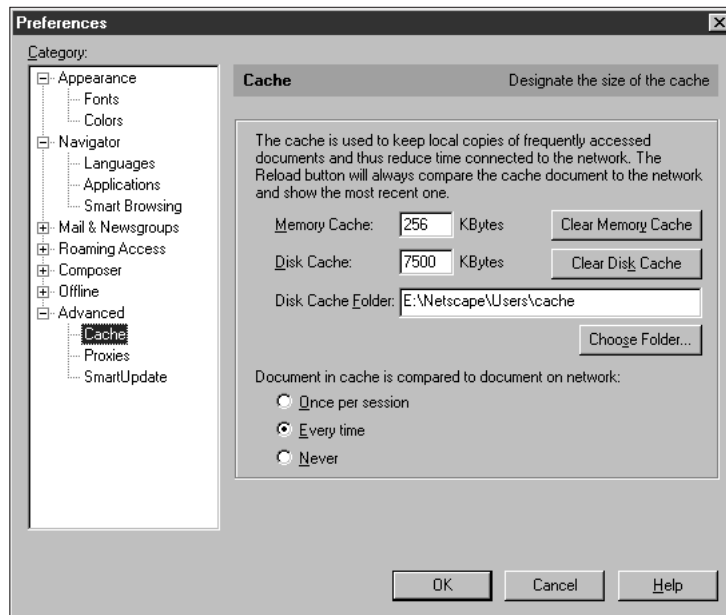 Preferences
Category:
Appearance
Fonts
Colors
Navigator
Languages
Applications
Smart Browsing
Mail & Newsgroups
Roaming Access
Composer
Offline
Advanced
Cache
Proxies
SmartUpdate
Cache Designate the size of the cache
The cache is used to keep local copies of frequently accessed
documents and thus reduce time connected to the network. The
Reload button will always compare the cache document to the network
and show the most recent one.
Memory Cache: 256 KBytes Clear Memory Cache
Disk Cache: 7500 KBytes Clear Disk Cache
Disk Cache Folder: E:\Netscape\Users\cache
Choose Folder...
Document in cache is compared to document on network:
Once per session
Every time
Never
OK Cancel Help